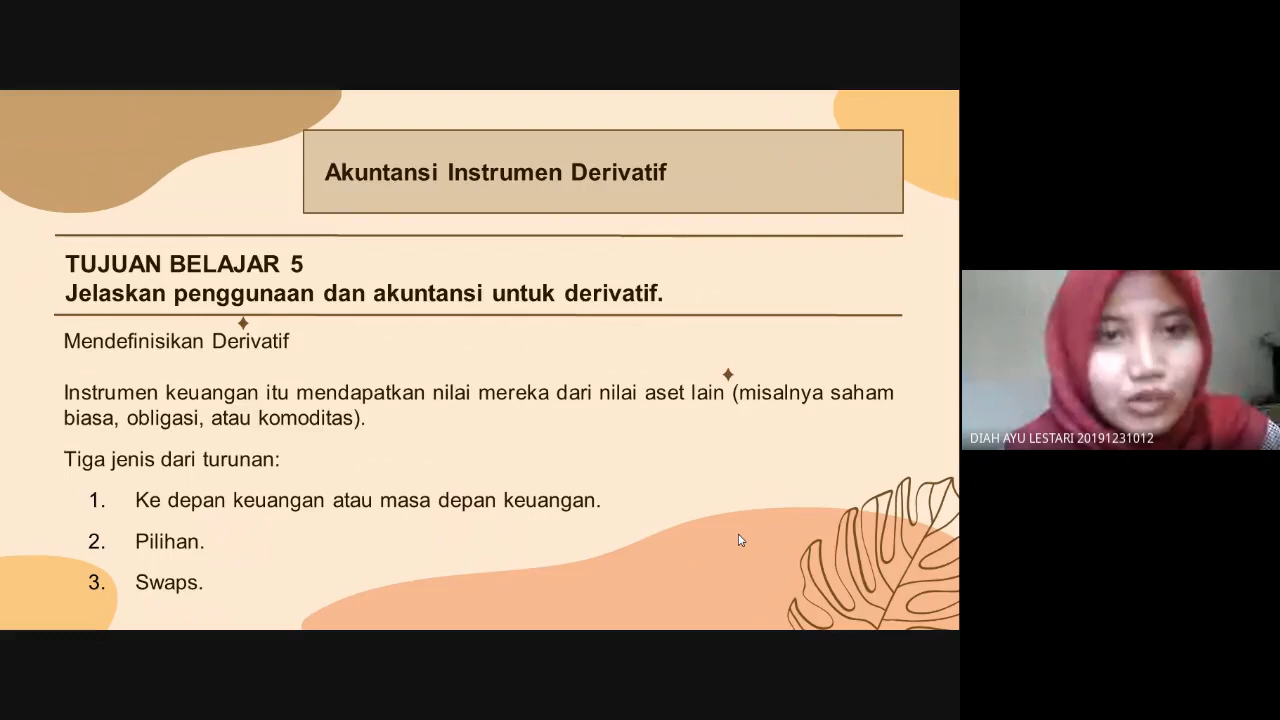 Akuntansi Instrumen Derivatif
TUJUAN BELAJAR 5
Jelaskan penggunaan dan akuntansi untuk derivatif.
Mendefinisikan Derivatif
Instrumen keuangan itu mendapatkan nilai mereka dari nilai aset lain (misalnya saham
biasa, obligasi, atau komoditas).
Tiga jenis dari turunan:
1. Ke depan keuangan atau masa depan keuangan.
2. Pilihan.
3. Swaps.
DIAH AYU LESTARI 20191231012